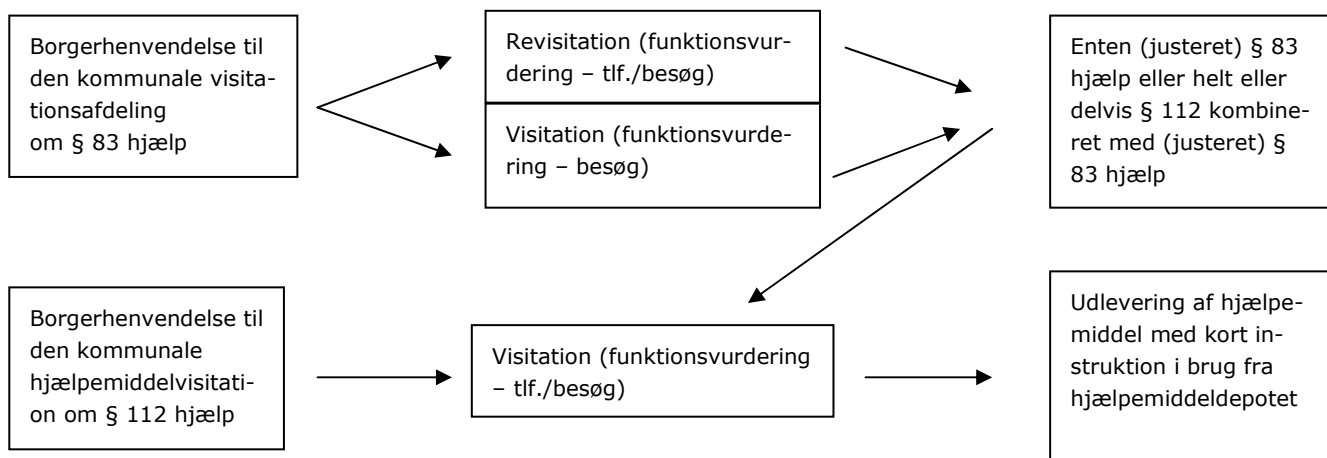 Borgerhenvendelse til
den kommunale visita-
tionsafdeling
om § 83 hjælp
Revisitation (funktionsvur-
dering – tlf./besøg)
Visitation (funktionsvurde-
ring – besøg)
Enten (justeret) § 83
hjælp eller helt eller
delvis § 112 kombine-
ret med (justeret) §
83 hjælp
Borgerhenvendelse til
den kommunale
hjælpemiddelvisitati-
on om § 112 hjælp
Visitation (funktionsvurdering
– tlf./besøg)
Udlevering af hjælpe-
middel med kort in-
struktion i brug fra
hjælpemiddeldepotet